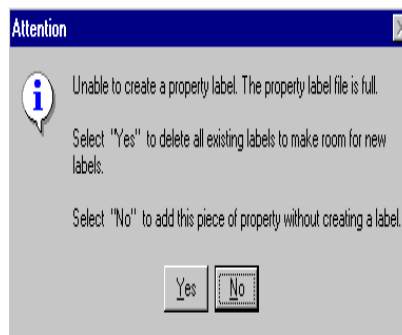 Attention
Unable to create a property label. The property label file is full.
Select "Yes" to delete all existing labels to make room for new
labels.
Select "No" to add this piece of property without creating a label.
Yes No